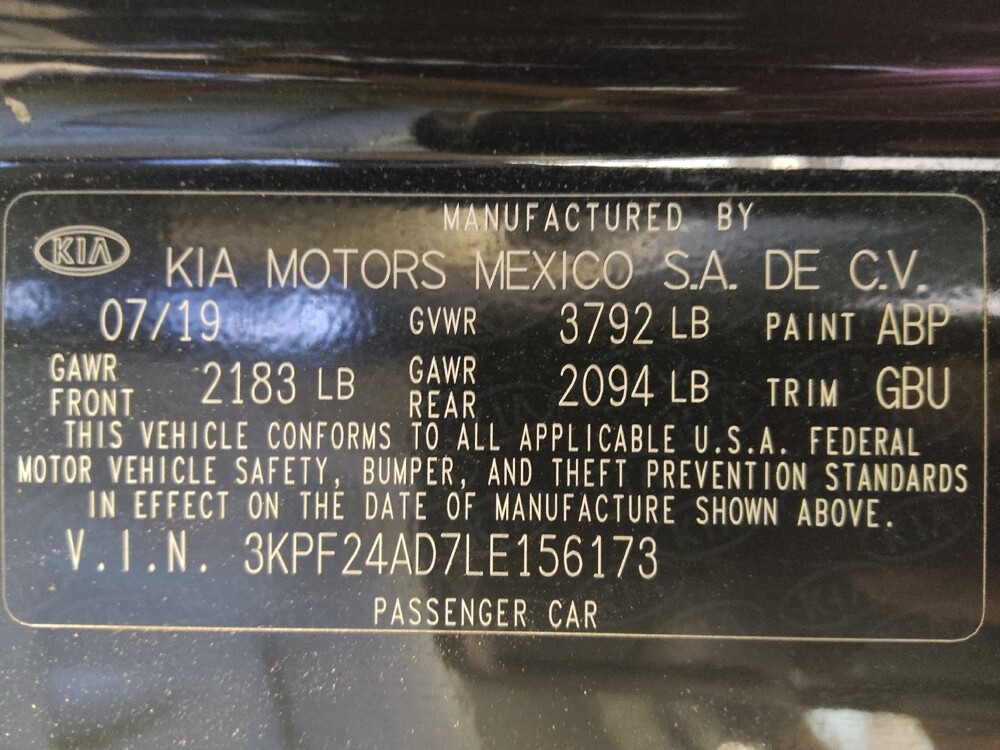 MANUFACTURED BY
KIA
KIA MOTORS MEXICO S.A. DE C.V.
07/19 GVWR 3792 LB PAINT ABP
GAWR FRONT 2183 LB GAWR REAR 2094 LB TRIM GBU
THIS VEHICLE CONFORMS TO ALL APPLICABLE U.S.A. FEDERAL
MOTOR VEHICLE SAFETY, BUMPER, AND THEFT PREVENTION STANDARDS
IN EFFECT ON THE DATE OF MANUFACTURE SHOWN ABOVE.
V.I.N. 3KPF24AD7LE156173
PASSENGER CAR